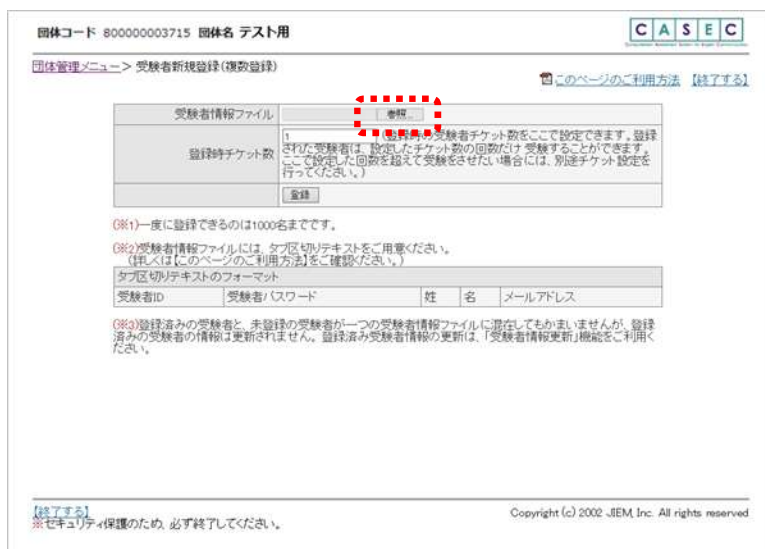 団体コード 800000003715 団体名 テスト用
CASEC
団体管理メニュー＞ 受験者新規登録(複数登録)
このページのご利用方法 【終了する】
受験者情報ファイル 参照...
登録時チケット数
1 (登録時の受験者チケット数をここで設定できます。登録
された受験者は、設定したチケット数の回数だけ 受験することができます。
ここで設定した回数を超えて受験をさせたい場合には、別途チケット設定を
行ってください。)
登録
(※1)一度に登録できるのは1000名までです。
(※2)受験者情報ファイルには、タブ区切りテキストをご用意ください。
(詳しくは【このページのご利用方法】をご確認ください。)
タブ区切りテキストのフォーマット
受験者ID 受験者パスワード 姓 名 メールアドレス
(※3)登録済みの受験者と、未登録の受験者が一つの受験者情報ファイルに混在してもかまいませんが、登録
済みの受験者の情報は更新されません。登録済み受験者情報の更新は、「受験者情報更新」機能をご利用く
ださい。
【終了する】
※セキュリティ保護のため、必ず終了してください。
Copyright (c) 2002 JIEM, Inc. All rights reserved